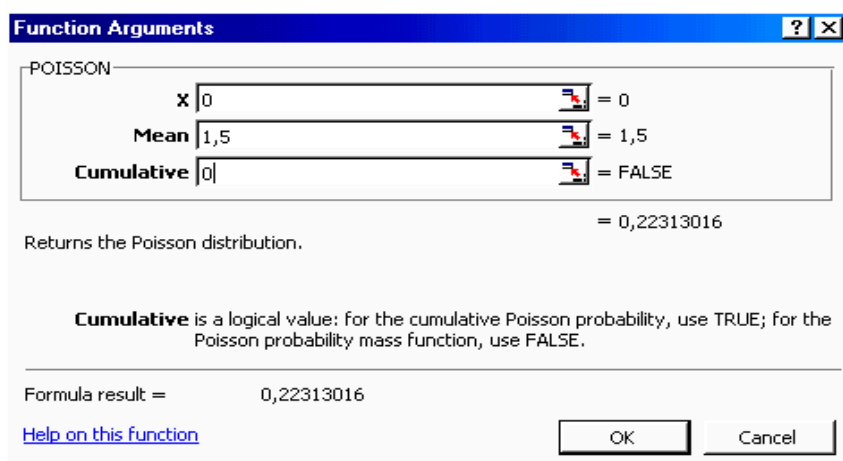 Function Arguments
POISSON
X 0 = 0
Mean 1,5 = 1,5
Cumulative 0 = FALSE
= 0,22313016
Returns the Poisson distribution.
Cumulative is a logical value: for the cumulative Poisson probability, use TRUE; for the
Poisson probability mass function, use FALSE.
Formula result = 0,22313016
Help on this function OK Cancel